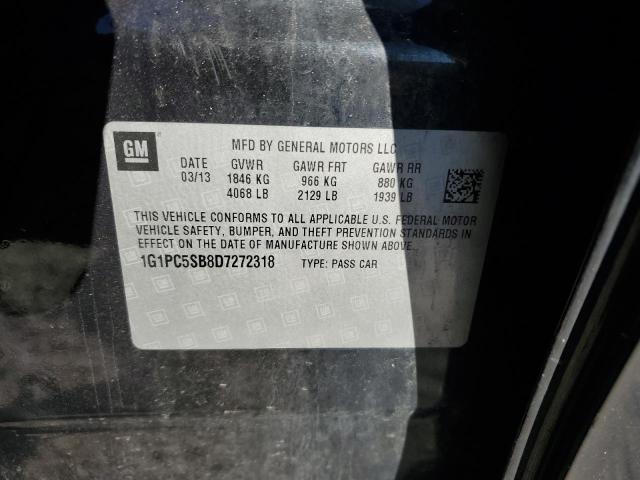 GM
MFD BY GENERAL MOTORS LLC
DATE GVWR GAWR FRT GAWR RR
03/13 1846 KG 966 KG 880 KG
4068 LB 2129 LB 1939 LB
THIS VEHICLE CONFORMS TO ALL APPLICABLE U.S. FEDERAL MOTOR
VEHICLE SAFETY, BUMPER, AND THEFT PREVENTION STANDARDS IN
EFFECT ON THE DATE OF MANUFACTURE SHOWN ABOVE.
1G1PC5SB8D7272318 TYPE: PASS CAR